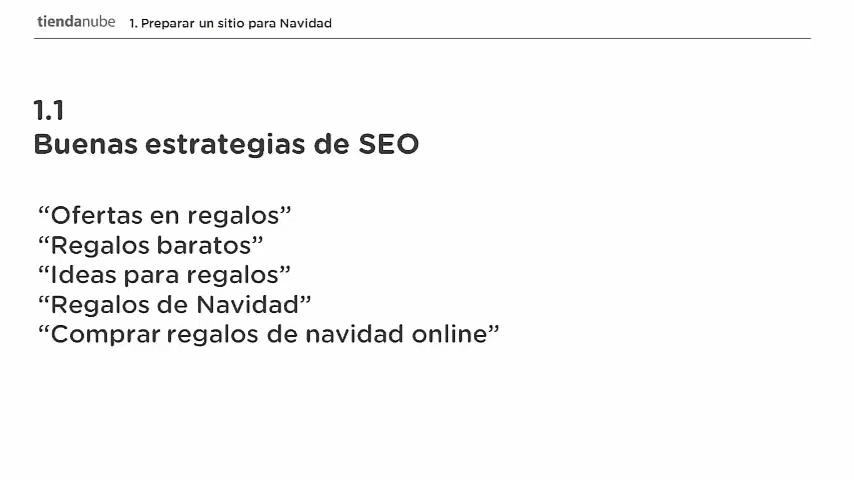 tiendanube 1. Preparar un sitio para Navidad
1.1
Buenas estrategias de SEO
“Ofertas en regalos”
“Regalos baratos”
“Ideas para regalos”
“Regalos de Navidad”
“Comprar regalos de navidad online”